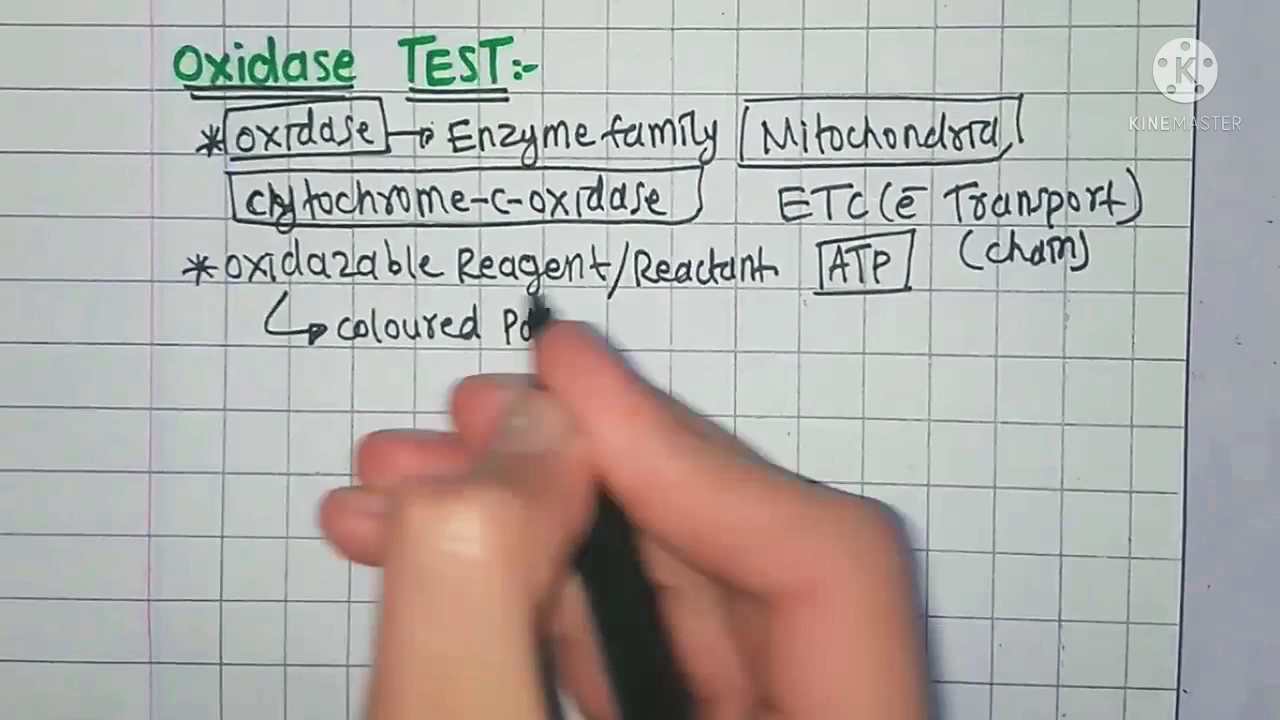 Oxidase TEST:-
K
KINEMASTER
* oxidase → Enzyme family Mitochondria
cytochrome-c-oxidase ETC (ē Transport)
* oxidazable Reagent/Reactant ATP (chain)
↳ coloured